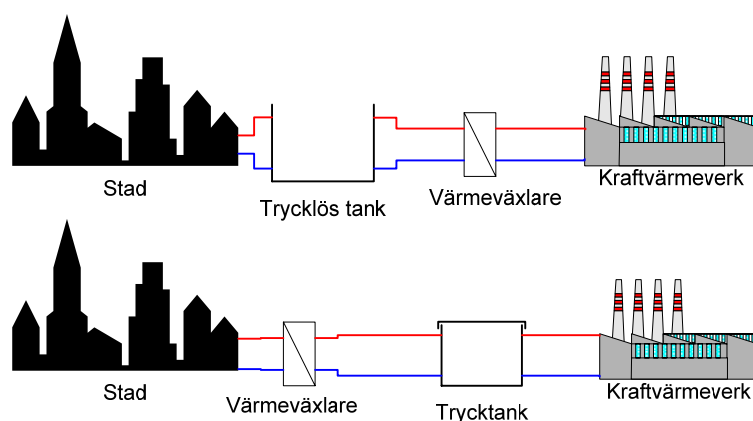 Stad
Trycklös tank
Värmeväxlare
Kraftvärmeverk
Stad
Värmeväxlare
Trycktank
Kraftvärmeverk